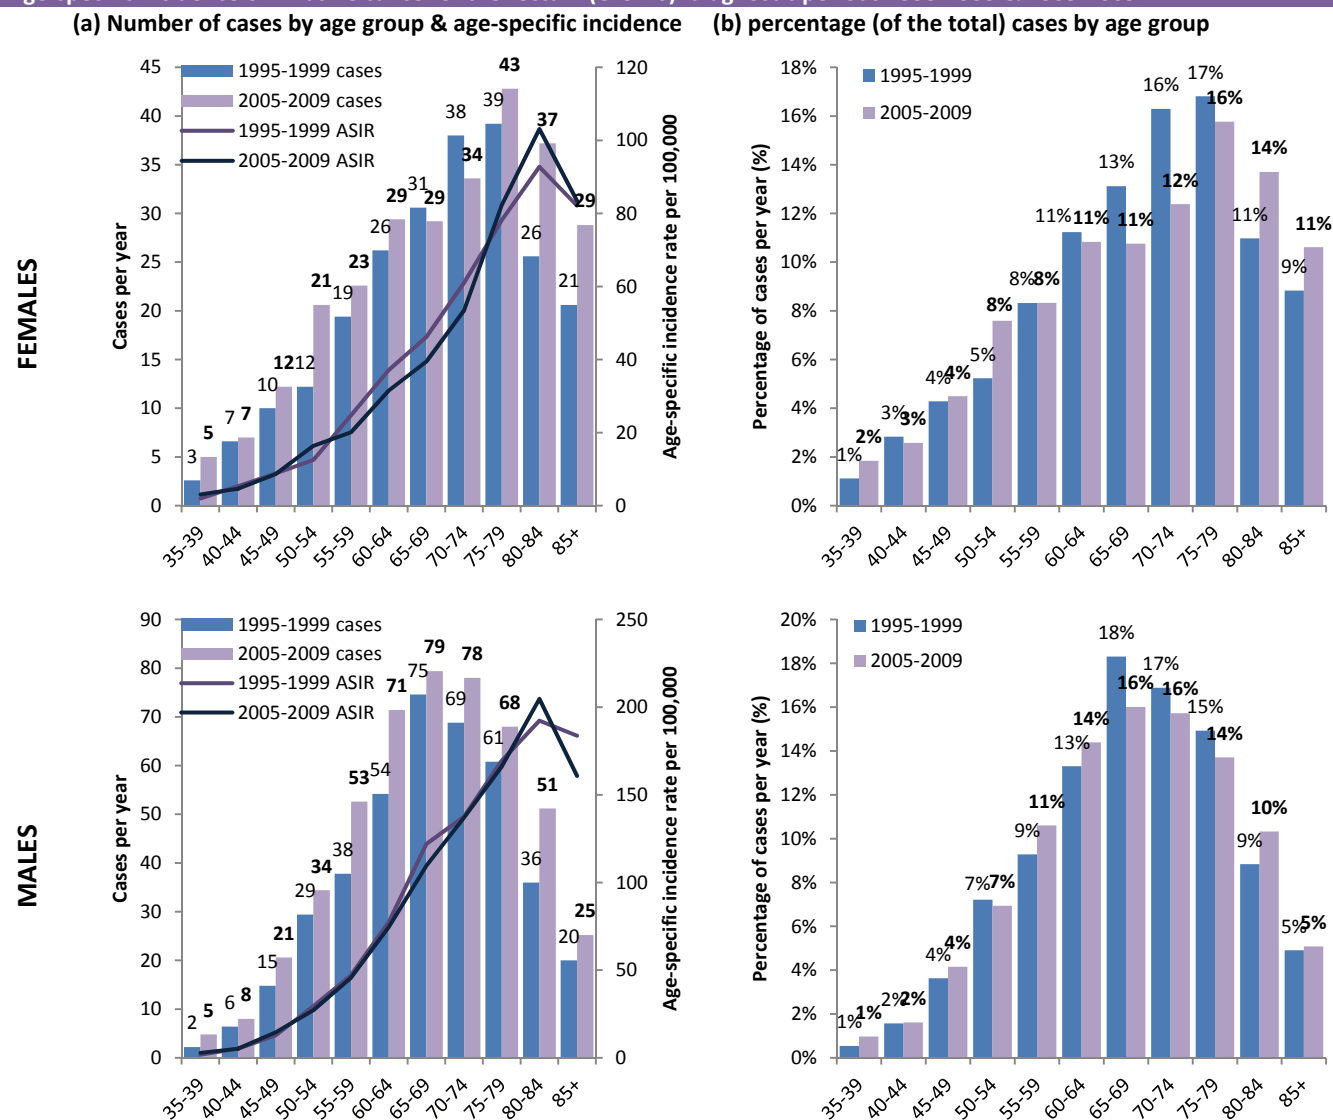 (a) Number of cases by age group & age-specific incidence
(b) percentage (of the total) cases by age group
FEMALES
Cases per year
45
40
35
30
25
20
15
10
5
0
1995-1999 cases
2005-2009 cases
1995-1999 ASIR
2005-2009 ASIR
3 5 7 7 10 12 12 21 19 23 26 29 31 29 38 34 39 43 26 37 21 29
120
100
80
60
40
20
0
Age-specific incidence rate per 100,000
35-39 40-44 45-49 50-54 55-59 60-64 65-69 70-74 75-79 80-84 85+
Percentage of cases per year (%)
18%
16%
14%
12%
10%
8%
6%
4%
2%
0%
1995-1999
2005-2009
1% 2% 3% 3% 4% 4% 5% 8% 8% 8% 11% 11% 13% 11% 16% 12% 17% 16% 11% 14% 9% 11%
35-39 40-44 45-49 50-54 55-59 60-64 65-69 70-74 75-79 80-84 85+
MALES
Cases per year
90
80
70
60
50
40
30
20
10
0
1995-1999 cases
2005-2009 cases
1995-1999 ASIR
2005-2009 ASIR
2 5 6 8 15 21 29 34 38 53 54 71 75 79 69 78 61 68 36 51 20 25
250
200
150
100
50
0
Age-specific incidence rate per 100,000
35-39 40-44 45-49 50-54 55-59 60-64 65-69 70-74 75-79 80-84 85+
Percentage of cases per year (%)
20%
18%
16%
14%
12%
10%
8%
6%
4%
2%
0%
1995-1999
2005-2009
1% 1% 2% 2% 4% 4% 7% 7% 9% 11% 13% 14% 18% 16% 17% 16% 15% 14% 9% 10% 5% 5%
35-39 40-44 45-49 50-54 55-59 60-64 65-69 70-74 75-79 80-84 85+